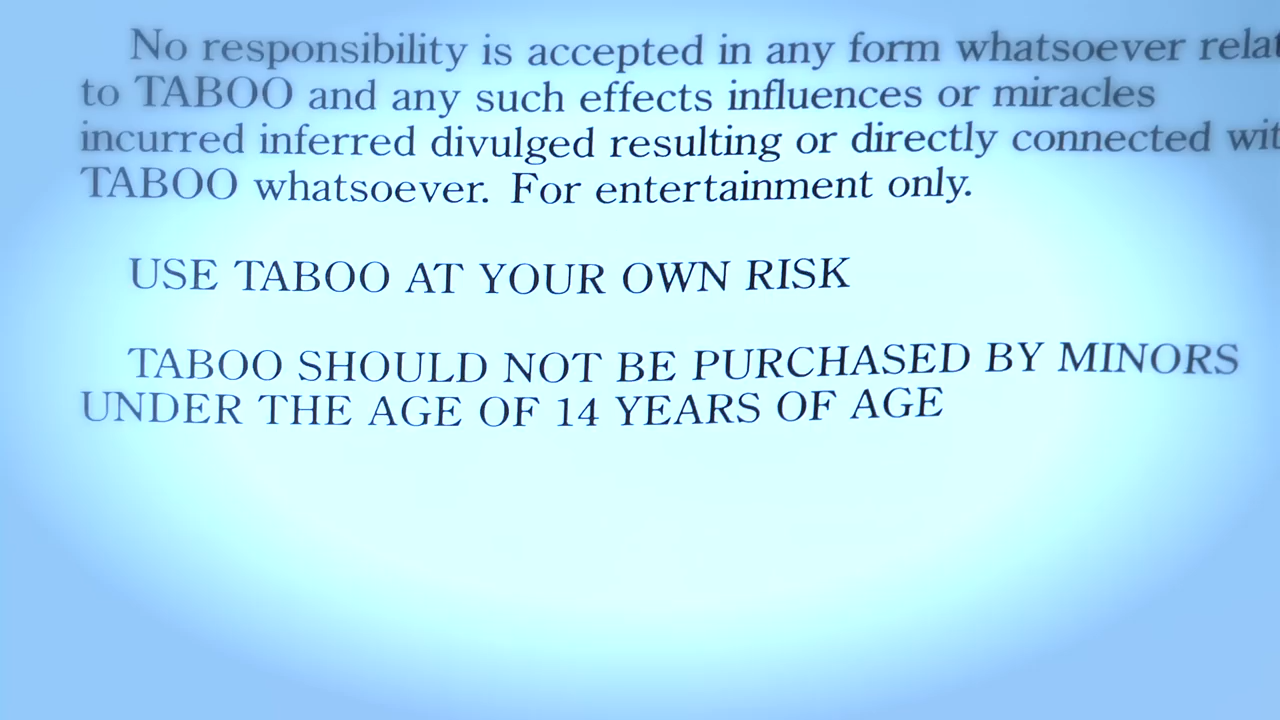 No responsibility is accepted in any form whatsoever relat
to TABOO and any such effects influences or miracles
incurred inferred divulged resulting or directly connected wit
TABOO whatsoever. For entertainment only.
USE TABOO AT YOUR OWN RISK
TABOO SHOULD NOT BE PURCHASED BY MINORS
UNDER THE AGE OF 14 YEARS OF AGE